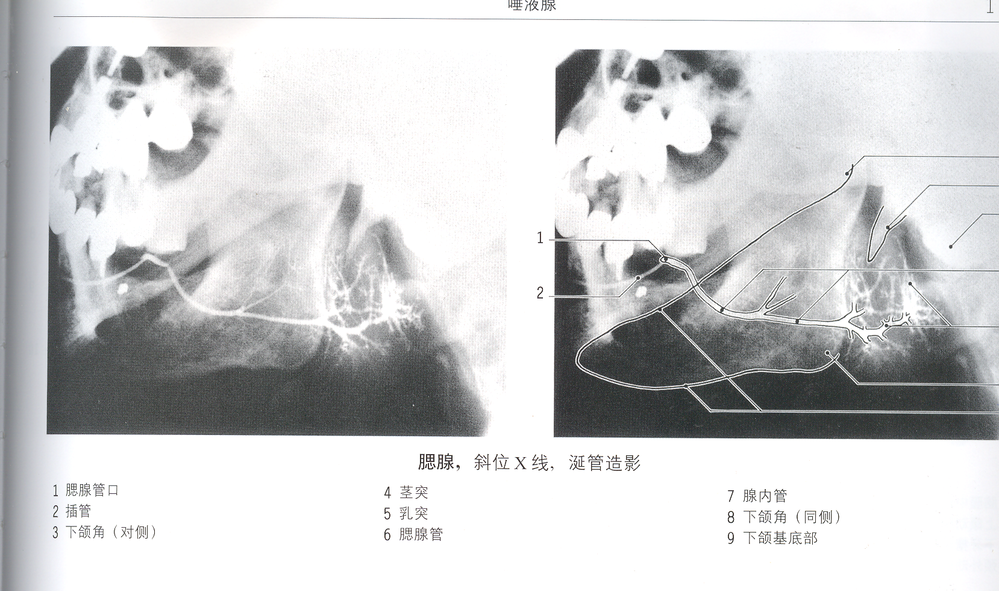 唾液腺
1
1
2
腮腺，斜位X线，涎管造影
1 腮腺管口
2 插管
3 下颌角（对侧）
4 茎突
5 乳突
6 腮腺管
7 腺内管
8 下颌角（同侧）
9 下颌基底部